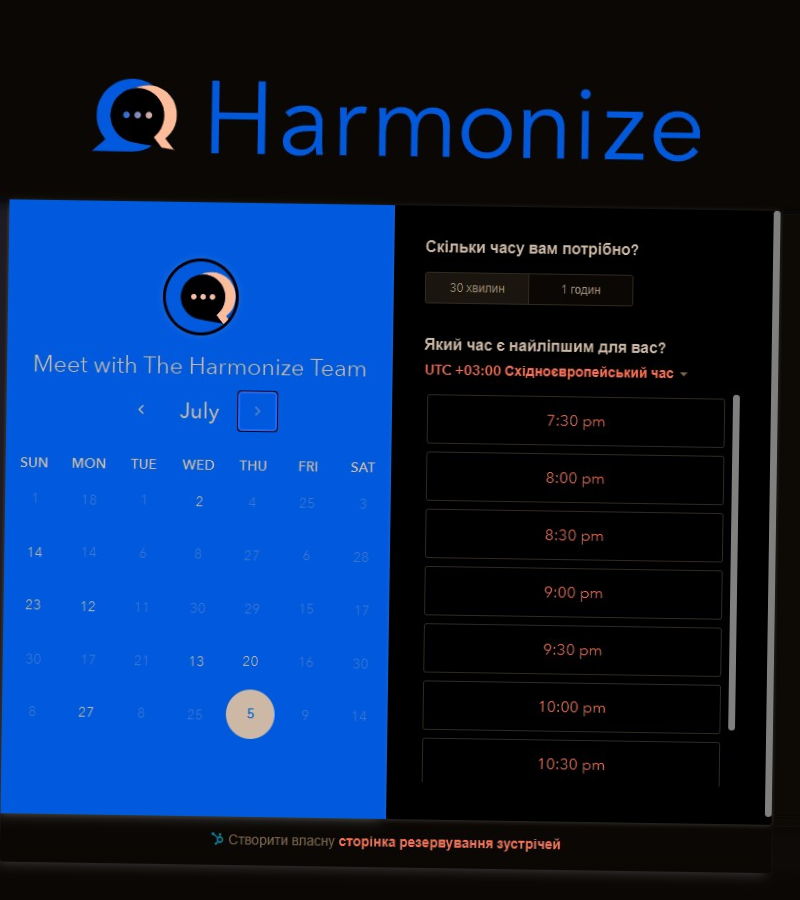 Harmonize
Meet with The Harmonize Team
July
SUN MON TUE WED THU FRI SAT
1 18 1 2 4 25 3
14 14 6 8 27 6 28
23 12 11 30 29 15 17
30 17 21 13 20 16 30
8 27 8 25 5 9 14
Скільки часу вам потрібно?
30 хвилин 1 годин
Який час є найліпшим для вас?
UTC +03:00 Східноєвропейський час
7:30 pm
8:00 pm
8:30 pm
9:00 pm
9:30 pm
10:00 pm
10:30 pm
Створити власну сторінка резервування зустрічей